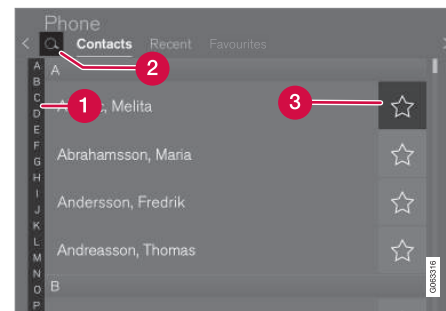 Phone
Contacts Recent Favourites
2
A
B
C
D
E
F
G
H
I
J
K
L
M
N
O
P
A
1
Melita
3
Abrahamsson, Maria
Andersson, Fredrik
Andreasson, Thomas
B
G063316